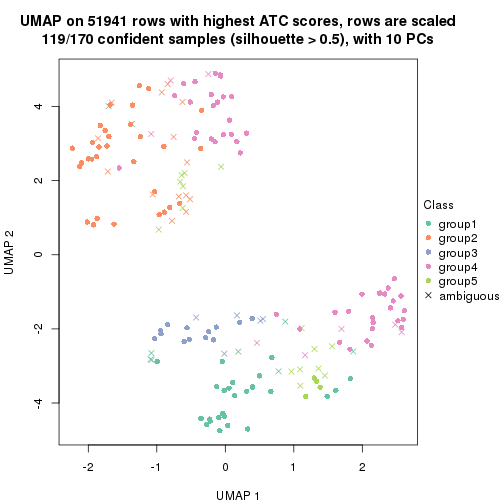 UMAP on 51941 rows with highest ATC scores, rows are scaled
119/170 confident samples (silhouette > 0.5), with 10 PCs
4
2
0
-2
-4
UMAP 2
-2
-1
0
1
2
UMAP 1
Class
group1
group2
group3
group4
group5
ambiguous